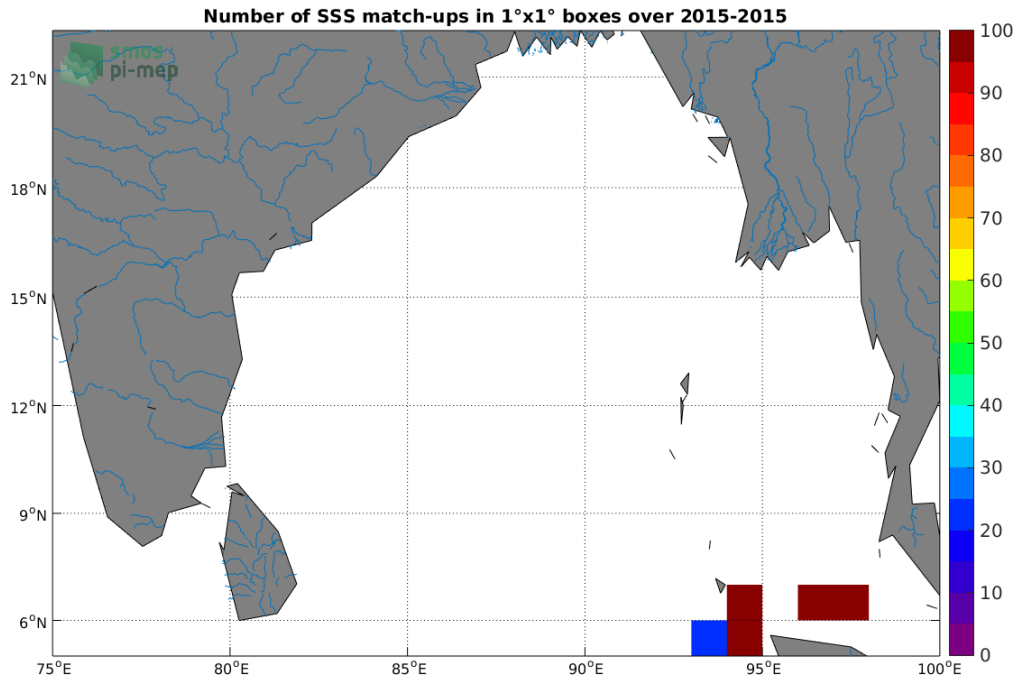 Number of SSS match-ups in 1°x1° boxes over 2015-2015
smos
pi-mep
21°N
18°N
15°N
12°N
9°N
6°N
75°E 80°E 85°E 90°E 95°E 100°E
100
90
80
70
60
50
40
30
20
10
0